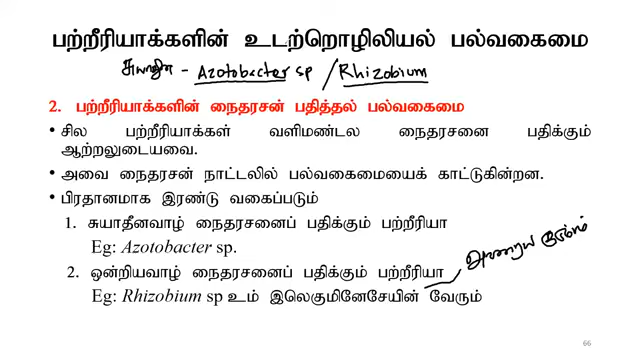 பற்றீரியாக்களின் உடற்றொழிலியல் பல்வகைமை
- Azotobacter sp / Rhizobium
2. பற்றீரியாக்களின் நைதரசன் பதித்தல் பல்வகைமை
• சில பற்றீரியாக்கள் வளிமண்டல நைதரசனை பதிக்கும்
ஆற்றலுடையவை.
• அவை நைதரசன் நாட்டலில் பல்வகைமையைக் காட்டுகின்றன.
• பிரதானமாக இரண்டு வகைப்படும்
1. சுயாதீனவாழ் நைதரசனைப் பதிக்கும் பற்றீரியா
Eg: Azotobacter sp.
2. ஒன்றியவாழ் நைதரசனைப் பதிக்கும் பற்றீரியா
Eg: Rhizobium sp உம் இலெகுமினேசேயின் வேரும்
66